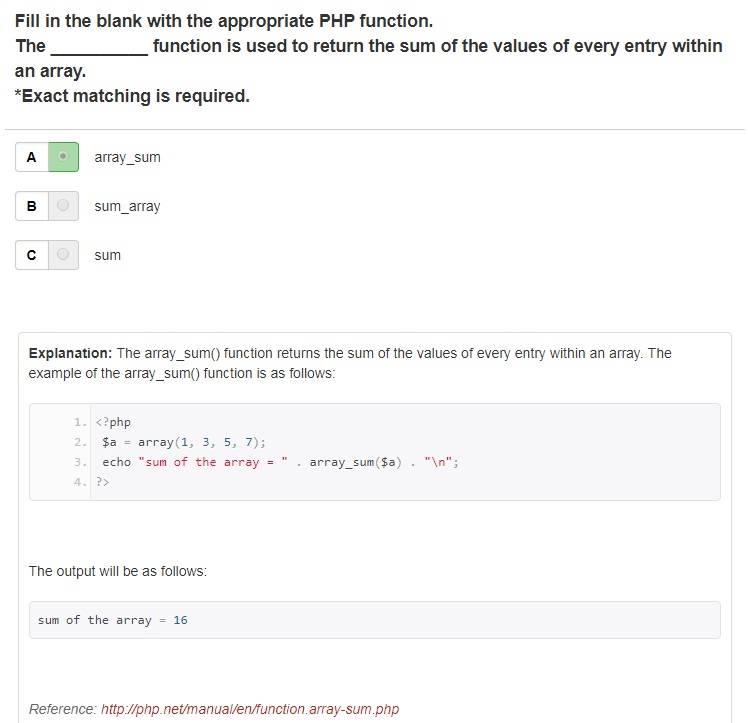 Fill in the blank with the appropriate PHP function.
The __________ function is used to return the sum of the values of every entry within
an array.
*Exact matching is required.
A array_sum
B sum_array
C sum
Explanation: The array_sum() function returns the sum of the values of every entry within an array. The
example of the array_sum() function is as follows:
1. <?php
2. $a = array(1, 3, 5, 7);
3. echo "sum of the array = " . array_sum($a) . "\n";
4. ?>
The output will be as follows:
sum of the array = 16
Reference: http://php.net/manual/en/function.array-sum.php